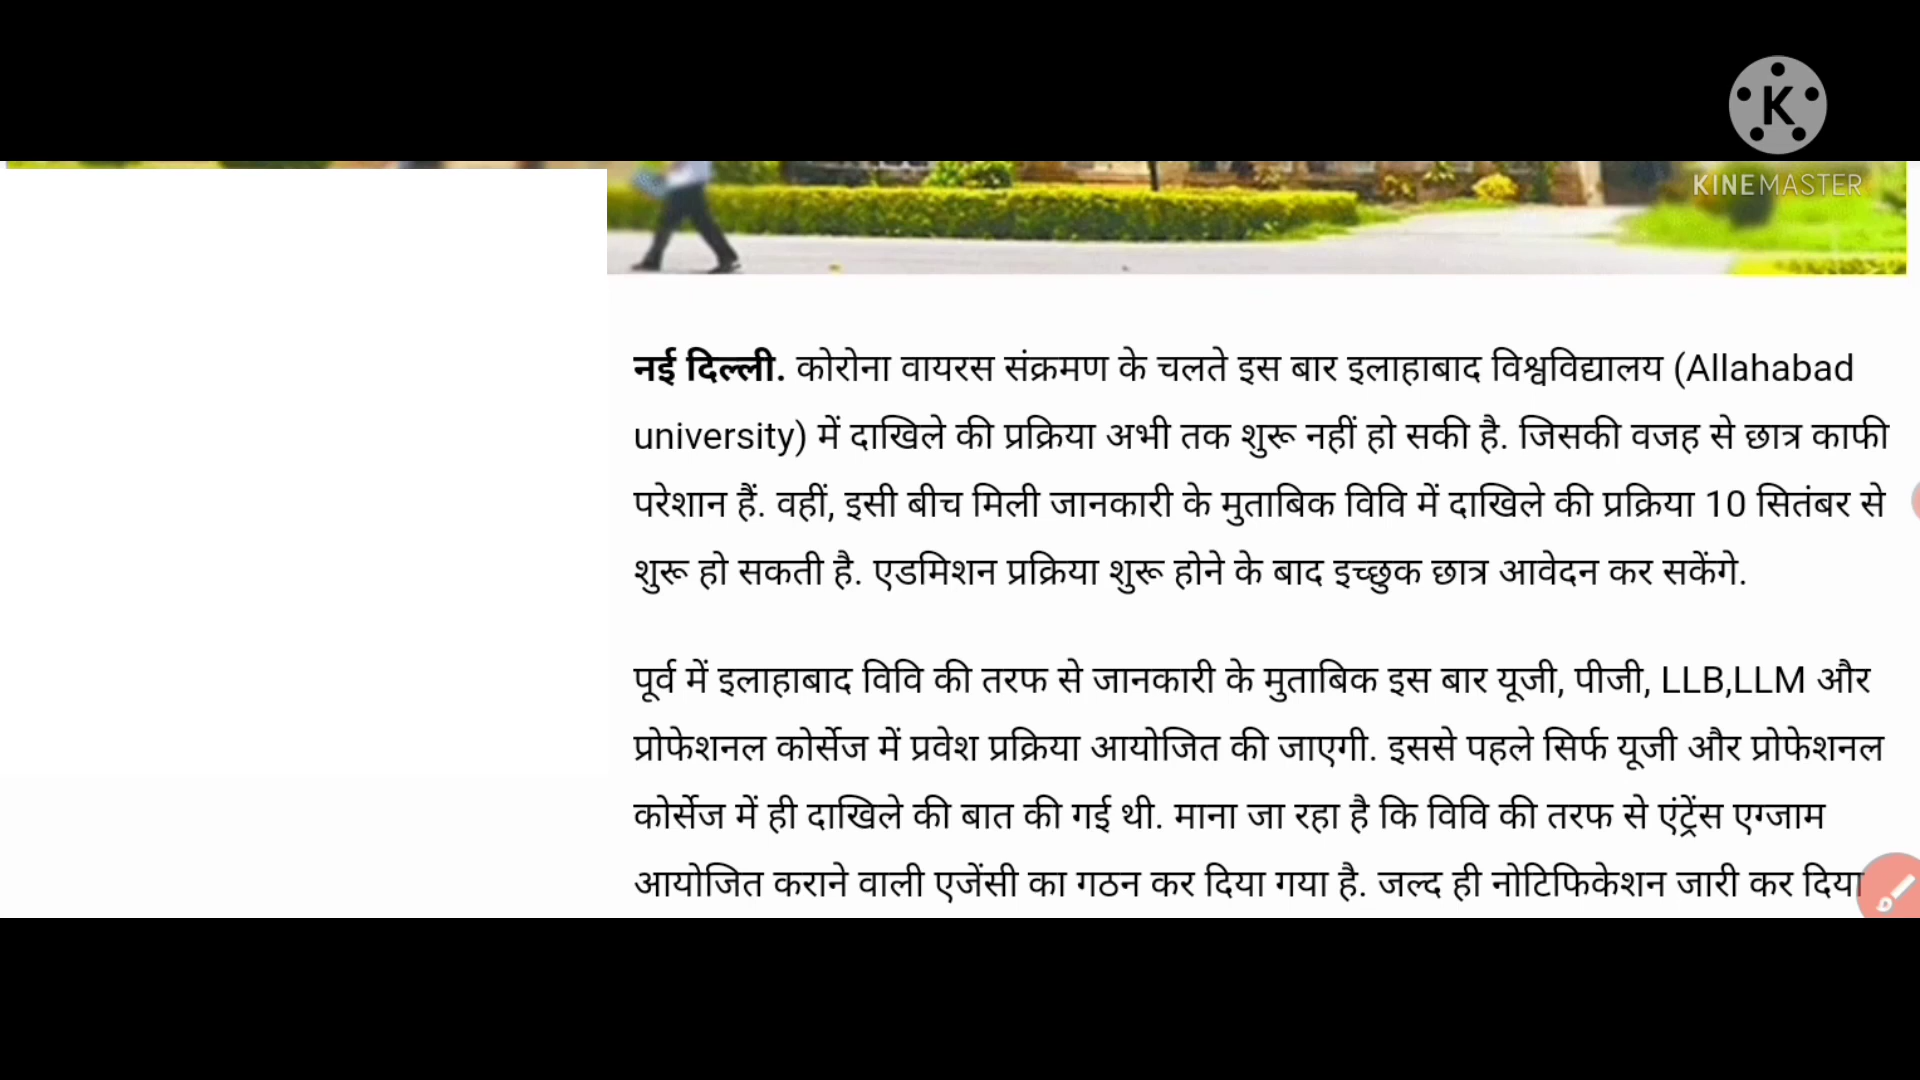 K
KINEMASTER
नई दिल्ली. कोरोना वायरस संक्रमण के चलते इस बार इलाहाबाद विश्वविद्यालय (Allahabad
university) में दाखिले की प्रक्रिया अभी तक शुरू नहीं हो सकी है. जिसकी वजह से छात्र काफी
परेशान हैं. वहीं, इसी बीच मिली जानकारी के मुताबिक विवि में दाखिले की प्रक्रिया 10 सितंबर से
शुरू हो सकती है. एडमिशन प्रक्रिया शुरू होने के बाद इच्छुक छात्र आवेदन कर सकेंगे.
पूर्व में इलाहाबाद विवि की तरफ से जानकारी के मुताबिक इस बार यूजी, पीजी, LLB,LLM और
प्रोफेशनल कोर्सेज में प्रवेश प्रक्रिया आयोजित की जाएगी. इससे पहले सिर्फ यूजी और प्रोफेशनल
कोर्सेज में ही दाखिले की बात की गई थी. माना जा रहा है कि विवि की तरफ से एंट्रेंस एग्जाम
आयोजित कराने वाली एजेंसी का गठन कर दिया गया है. जल्द ही नोटिफिकेशन जारी कर दिया